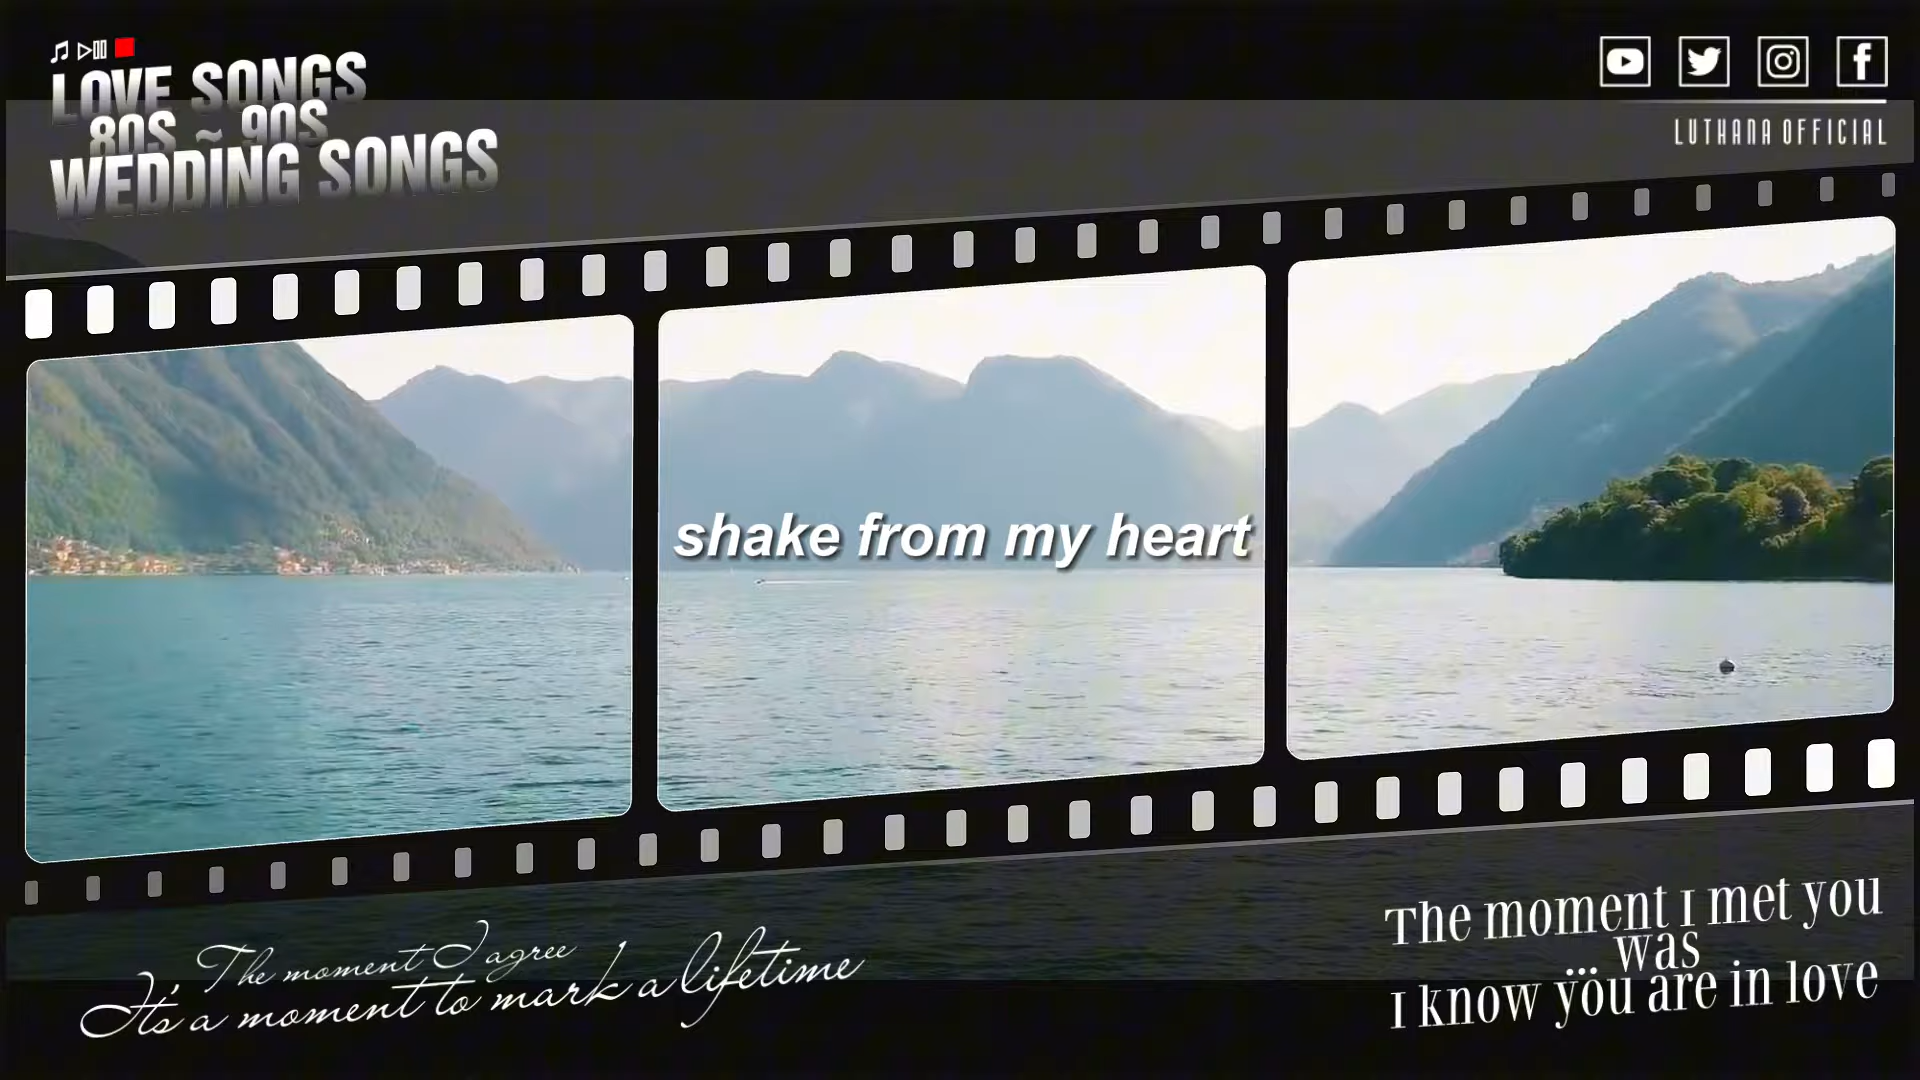 LOVE SONGS
80S ~ 90S
WEDDING SONGS
LUTHANA OFFICIAL
shake from my heart
The moment I agree
It's a moment to mark a lifetime
The moment I met you
was
...
I know you are in love